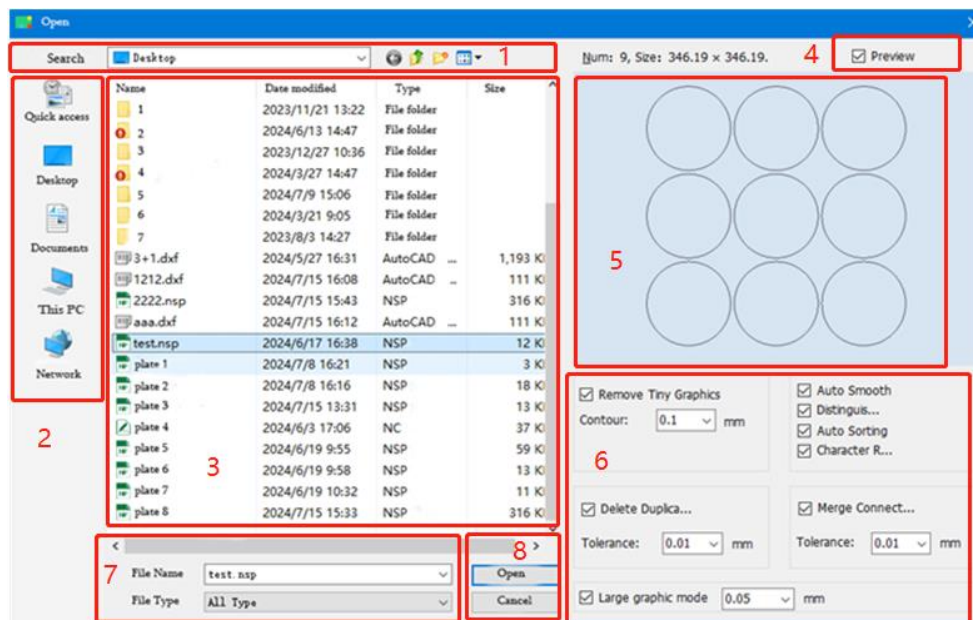 Open
Search Desktop 1 Num: 9, Size: 346.19 × 346.19. 4 Preview
Name Date modified Type Size
Quick access
Desktop
Documents
This PC
Network
2
1 2023/11/21 13:22 File folder
2 2024/6/13 14:47 File folder
3 2023/12/27 10:36 File folder
4 2024/3/27 14:47 File folder
5 2024/7/9 15:06 File folder
6 2024/3/21 9:05 File folder
7 2023/8/3 14:27 File folder
3+1.dxf 2024/5/27 16:31 AutoCAD ... 1,193 K
1212.dxf 2024/7/15 16:08 AutoCAD ... 111 K
2222.nsp 2024/7/15 15:43 NSP 316 K
aaa.dxf 2024/7/15 16:12 AutoCAD ... 111 K
test.nsp 2024/6/17 16:38 NSP 12 K
plate 1 2024/7/8 16:21 NSP 3 K
plate 2 2024/7/8 16:16 NSP 18 K
plate 3 2024/7/15 13:31 NSP 13 K
plate 4 2024/6/3 17:06 NC 37 K
plate 5 2024/6/19 9:55 NSP 59 K
plate 6 2024/6/19 9:58 NSP 13 K
plate 7 2024/6/19 10:32 NSP 11 K
plate 8 2024/7/15 15:33 NSP 316 K
3
5
Remove Tiny Graphics
Contour: 0.1 mm
Auto Smooth
Distinguis...
Auto Sorting
Character R...
6
Delete Duplica...
Tolerance: 0.01 mm
Merge Connect...
Tolerance: 0.01 mm
Large graphic mode 0.05 mm
7
File Name test.nsp
File Type All Type
8
Open
Cancel